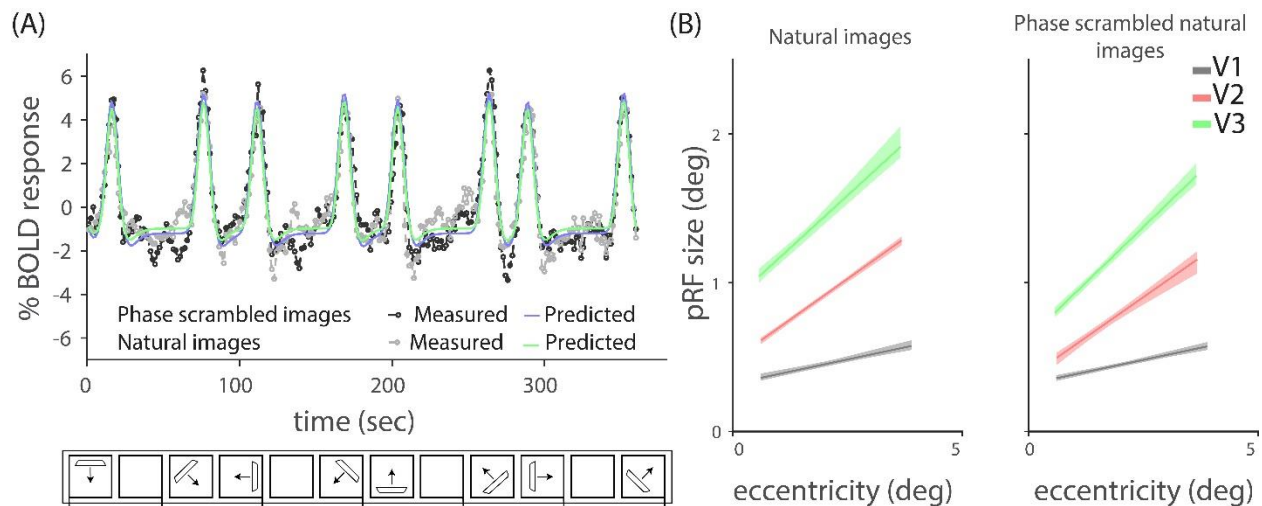 (A)
% BOLD response
6
4
2
0
-2
-4
-6
Phase scrambled images
Measured
Predicted
Natural images
Measured
Predicted
0
100
200
300
time (sec)
(B)
Natural images
Phase scrambled natural
images
V1
V2
V3
pRF size (deg)
2
1
0
0
5
0
5
eccentricity (deg)
eccentricity (deg)